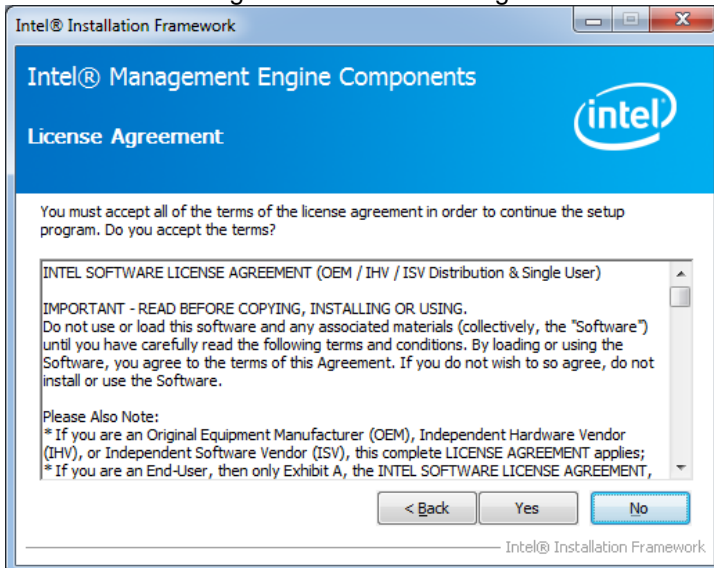 Intel® Installation Framework
Intel® Management Engine Components
License Agreement
intel
You must accept all of the terms of the license agreement in order to continue the setup
program. Do you accept the terms?
INTEL SOFTWARE LICENSE AGREEMENT (OEM / IHV / ISV Distribution & Single User)
IMPORTANT - READ BEFORE COPYING, INSTALLING OR USING.
Do not use or load this software and any associated materials (collectively, the "Software")
until you have carefully read the following terms and conditions. By loading or using the
Software, you agree to the terms of this Agreement. If you do not wish to so agree, do not
install or use the Software.
Please Also Note:
* If you are an Original Equipment Manufacturer (OEM), Independent Hardware Vendor
(IHV), or Independent Software Vendor (ISV), this complete LICENSE AGREEMENT applies;
* If you are an End-User, then only Exhibit A, the INTEL SOFTWARE LICENSE AGREEMENT,
< Back Yes No
Intel® Installation Framework